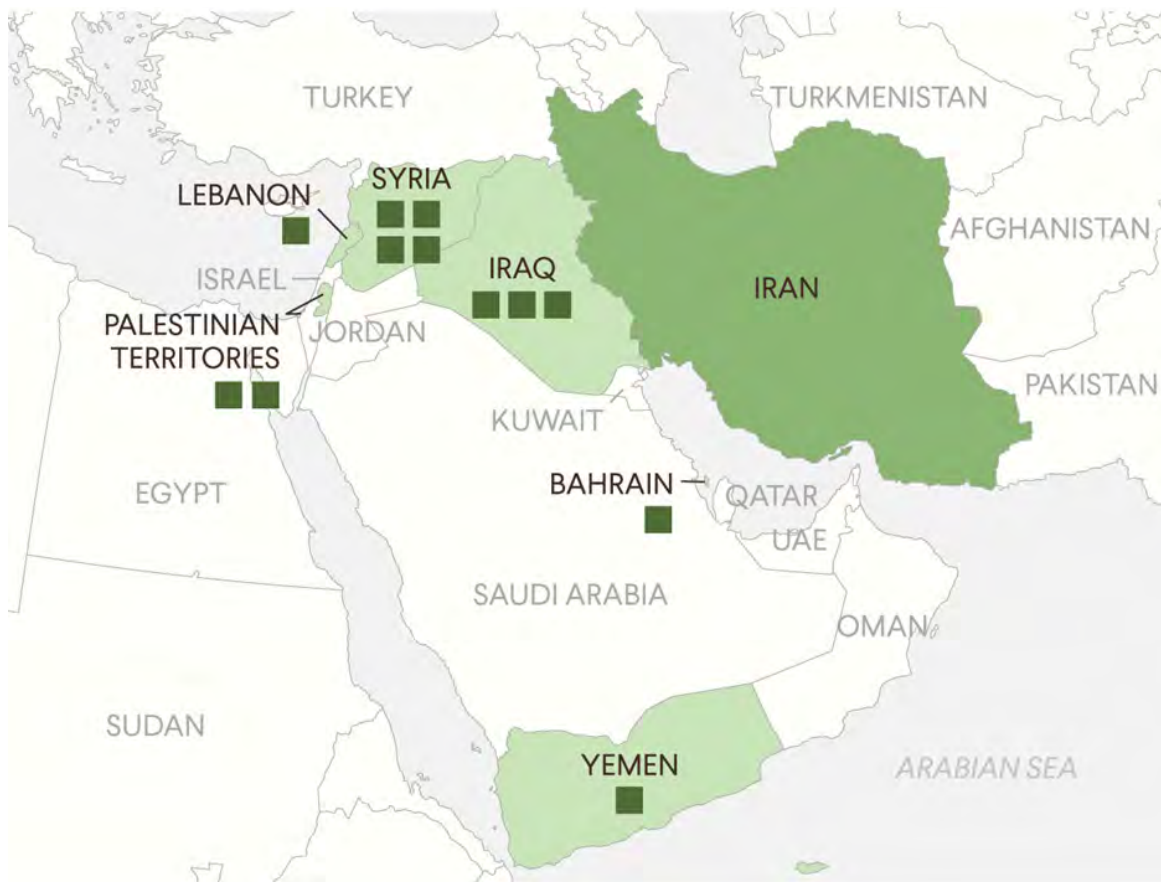 TURKEY
TURKMENISTAN
SYRIA
LEBANON
AFGHANISTAN
ISRAEL
IRAQ
IRAN
PALESTINIAN
TERRITORIES
JORDAN
PAKISTAN
KUWAIT
EGYPT
BAHRAIN
QATAR
UAE
SAUDI ARABIA
OMAN
SUDAN
YEMEN
ARABIAN SEA